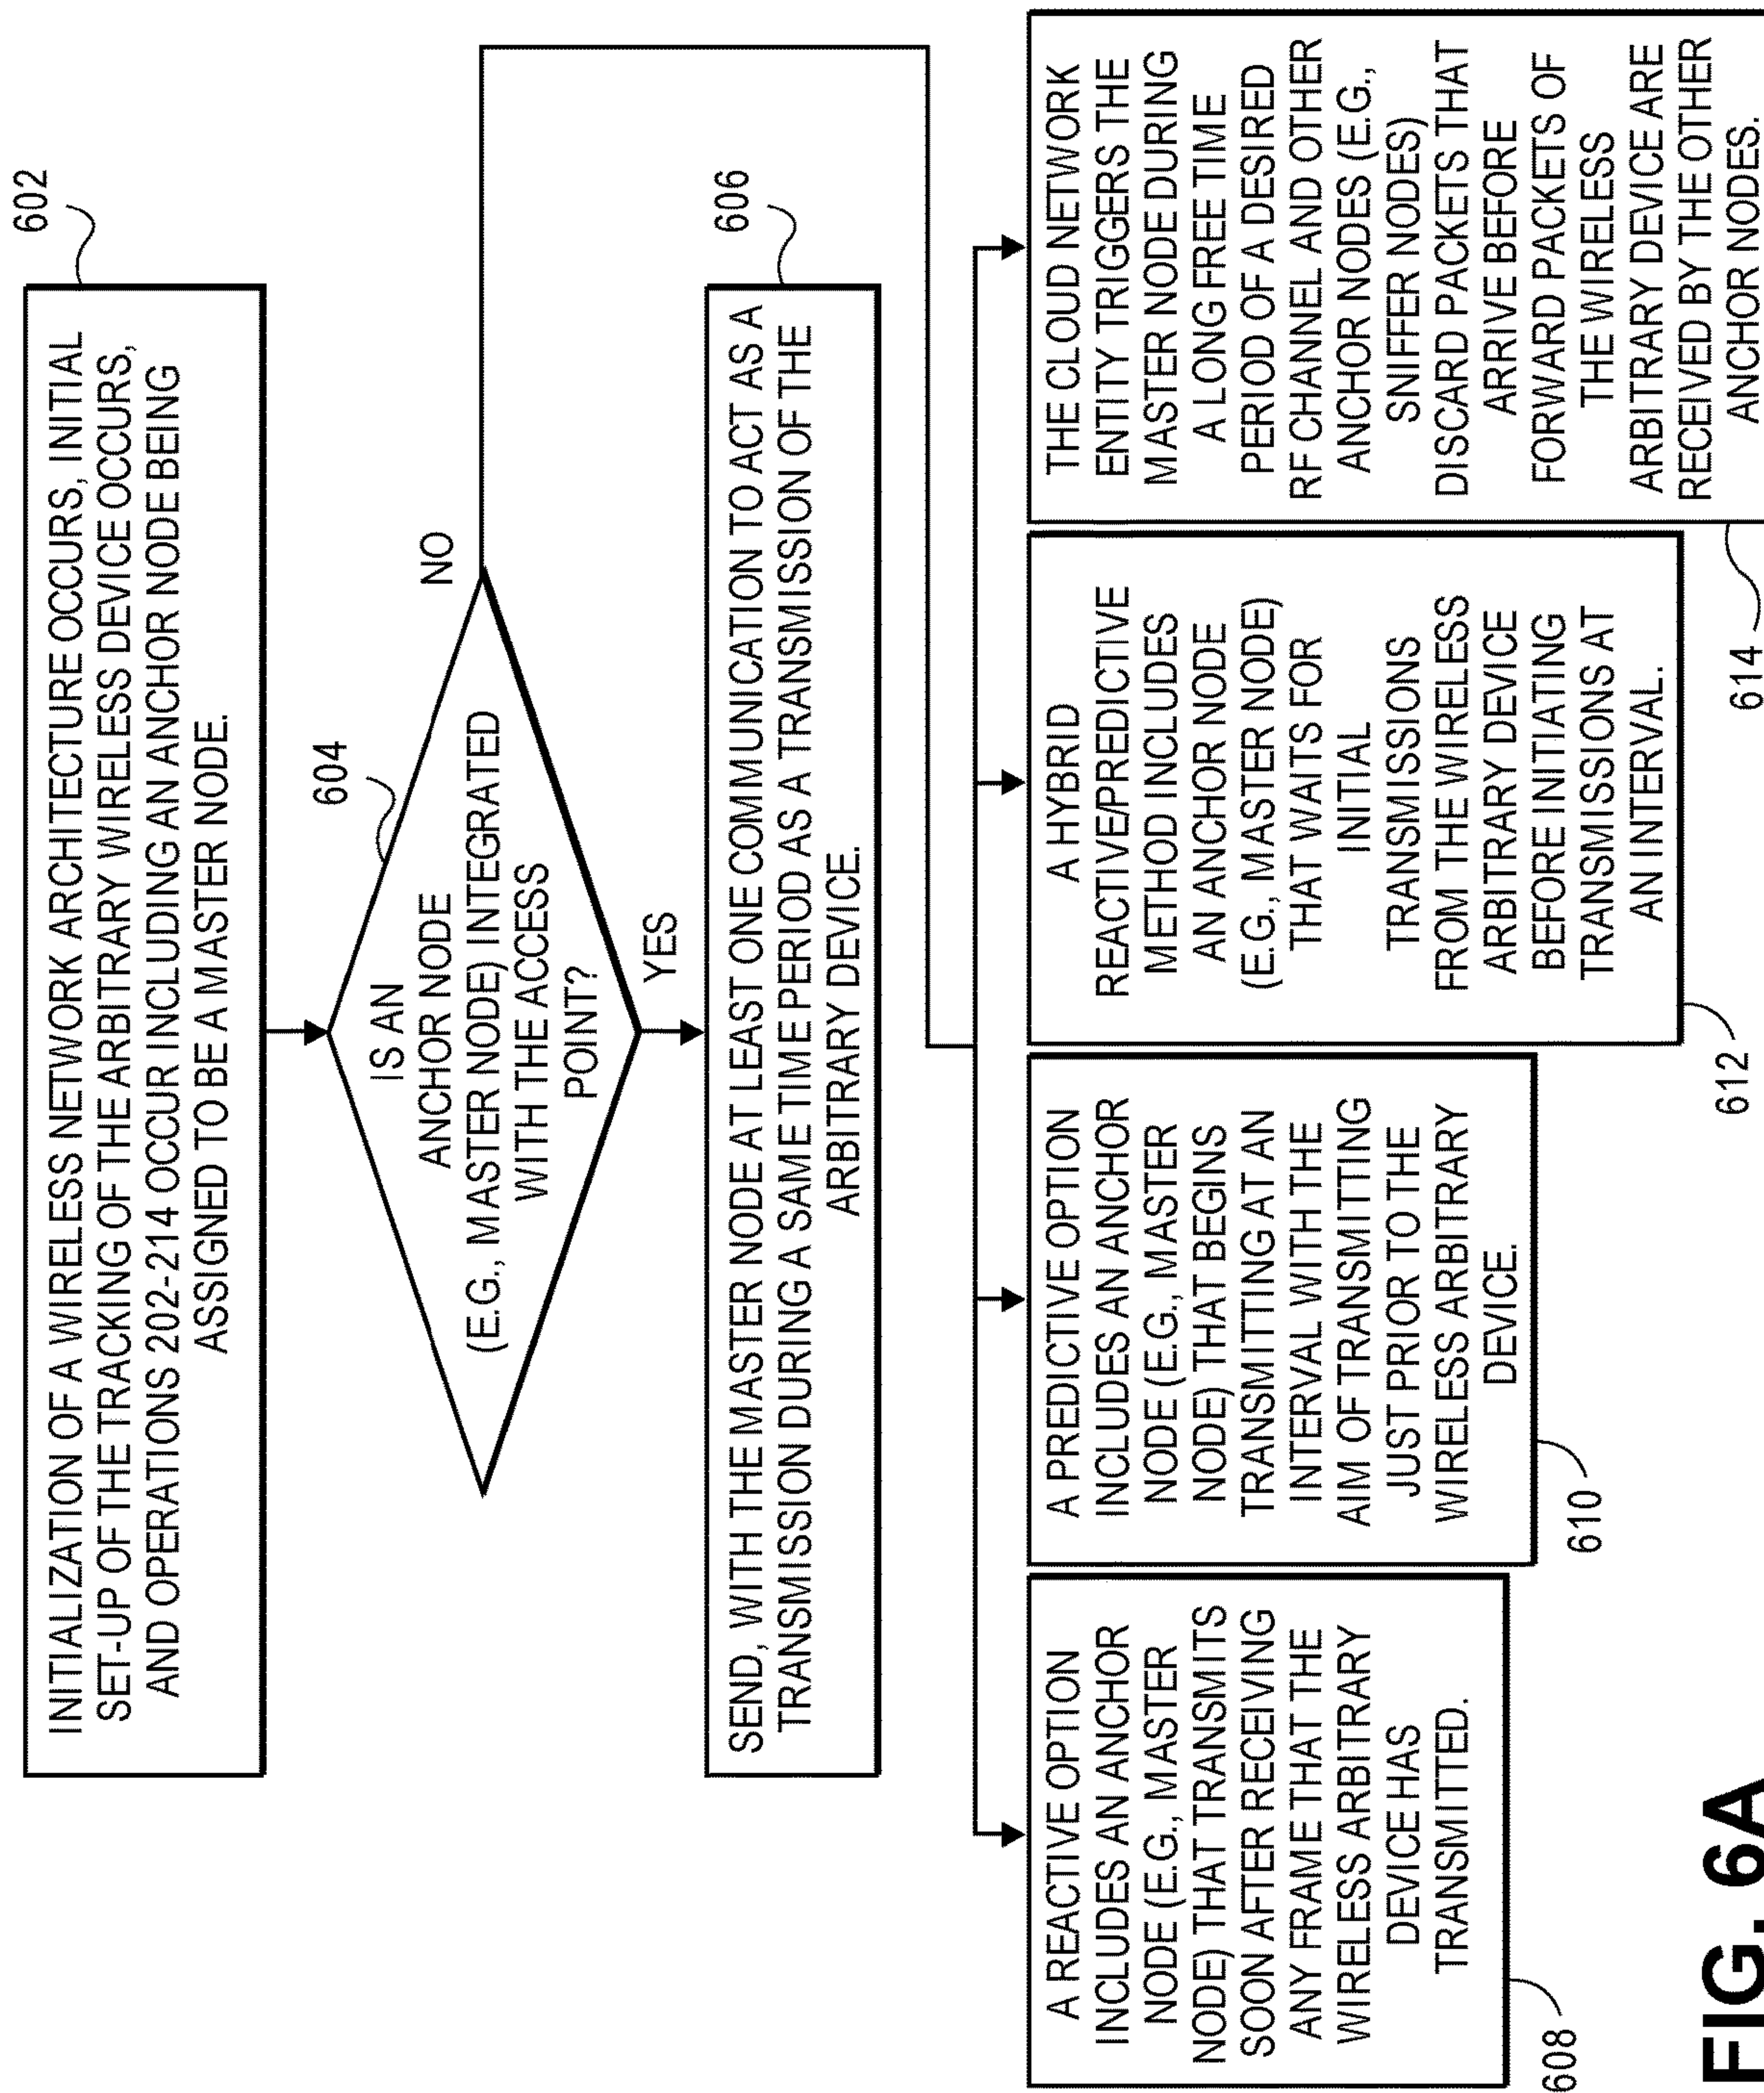 602
INITIALIZATION OF A WIRELESS NETWORK ARCHITECTURE OCCURS, INITIAL
SET-UP OF THE TRACKING OF THE ARBITRARY WIRELESS DEVICE OCCURS,
AND OPERATIONS 202-214 OCCUR INCLUDING AN ANCHOR NODE BEING
ASSIGNED TO BE A MASTER NODE.
604
IS AN
ANCHOR NODE
(E.G., MASTER NODE) INTEGRATED
WITH THE ACCESS
POINT?
NO
YES
606
SEND, WITH THE MASTER NODE AT LEAST ONE COMMUNICATION TO ACT AS A
TRANSMISSION DURING A SAME TIME PERIOD AS A TRANSMISSION OF THE
ARBITRARY DEVICE.
A REACTIVE OPTION
INCLUDES AN ANCHOR
NODE (E.G., MASTER
NODE) THAT TRANSMITS
SOON AFTER RECEIVING
ANY FRAME THAT THE
WIRELESS ARBITRARY
DEVICE HAS
TRANSMITTED.
608
A PREDICTIVE OPTION
INCLUDES AN ANCHOR
NODE (E.G., MASTER
NODE) THAT BEGINS
TRANSMITTING AT AN
INTERVAL WITH THE
AIM OF TRANSMITTING
JUST PRIOR TO THE
WIRELESS ARBITRARY
DEVICE.
610
A HYBRID
REACTIVE/PREDICTIVE
METHOD INCLUDES
AN ANCHOR NODE
(E.G., MASTER NODE)
THAT WAITS FOR
INITIAL
TRANSMISSIONS
FROM THE WIRELESS
ARBITRARY DEVICE
BEFORE INITIATING
TRANSMISSIONS AT
AN INTERVAL.
612
THE CLOUD NETWORK
ENTITY TRIGGERS THE
MASTER NODE DURING
A LONG FREE TIME
PERIOD OF A DESIRED
RF CHANNEL AND OTHER
ANCHOR NODES (E.G.,
SNIFFER NODES)
DISCARD PACKETS THAT
ARRIVE BEFORE
FORWARD PACKETS OF
THE WIRELESS
ARBITRARY DEVICE ARE
RECEIVED BY THE OTHER
ANCHOR NODES.
614
FIG. 6A